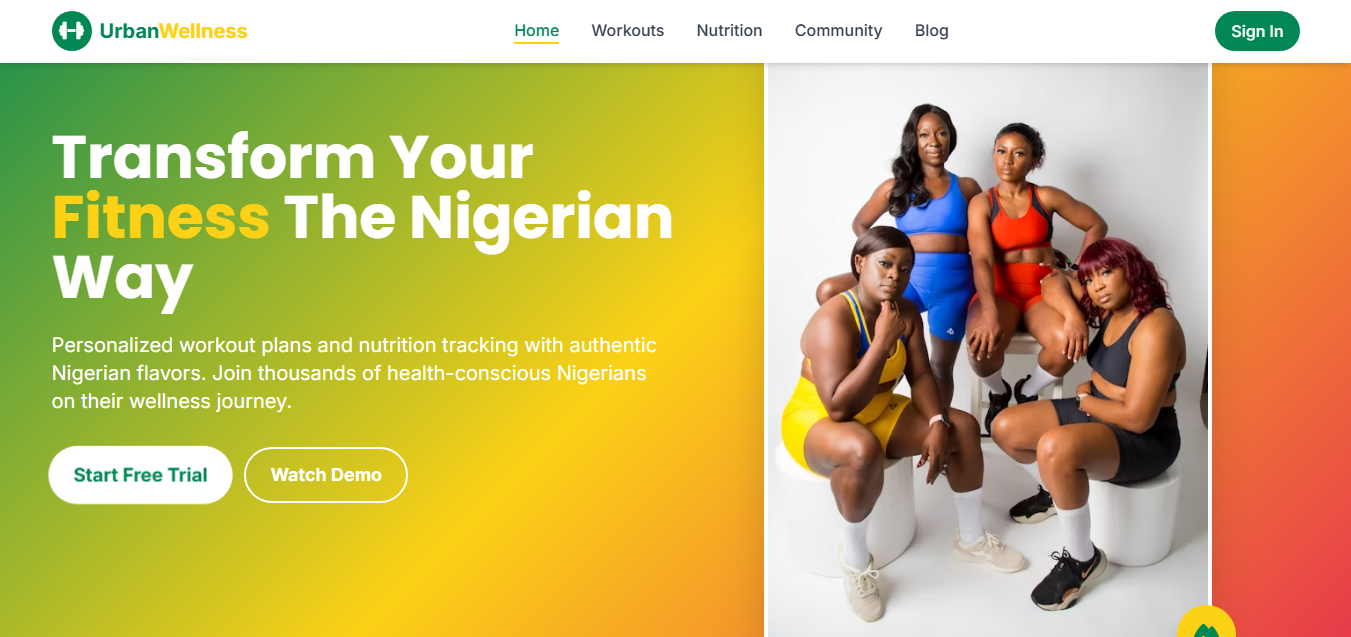 UrbanWellness
Home
Workouts
Nutrition
Community
Blog
Sign In
Transform Your
Fitness The Nigerian
Way
Personalized workout plans and nutrition tracking with authentic
Nigerian flavors. Join thousands of health-conscious Nigerians
on their wellness journey.
Start Free Trial
Watch Demo